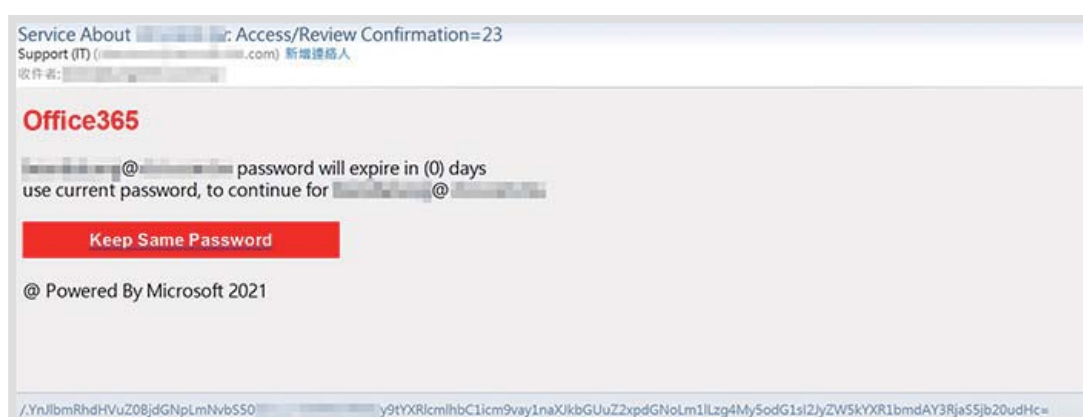 Service About : Access/Review Confirmation=23
Support (IT) ( .com) 新增連絡人
收件者:
Office365
@ password will expire in (0) days
use current password, to continue for @
Keep Same Password
@ Powered By Microsoft 2021